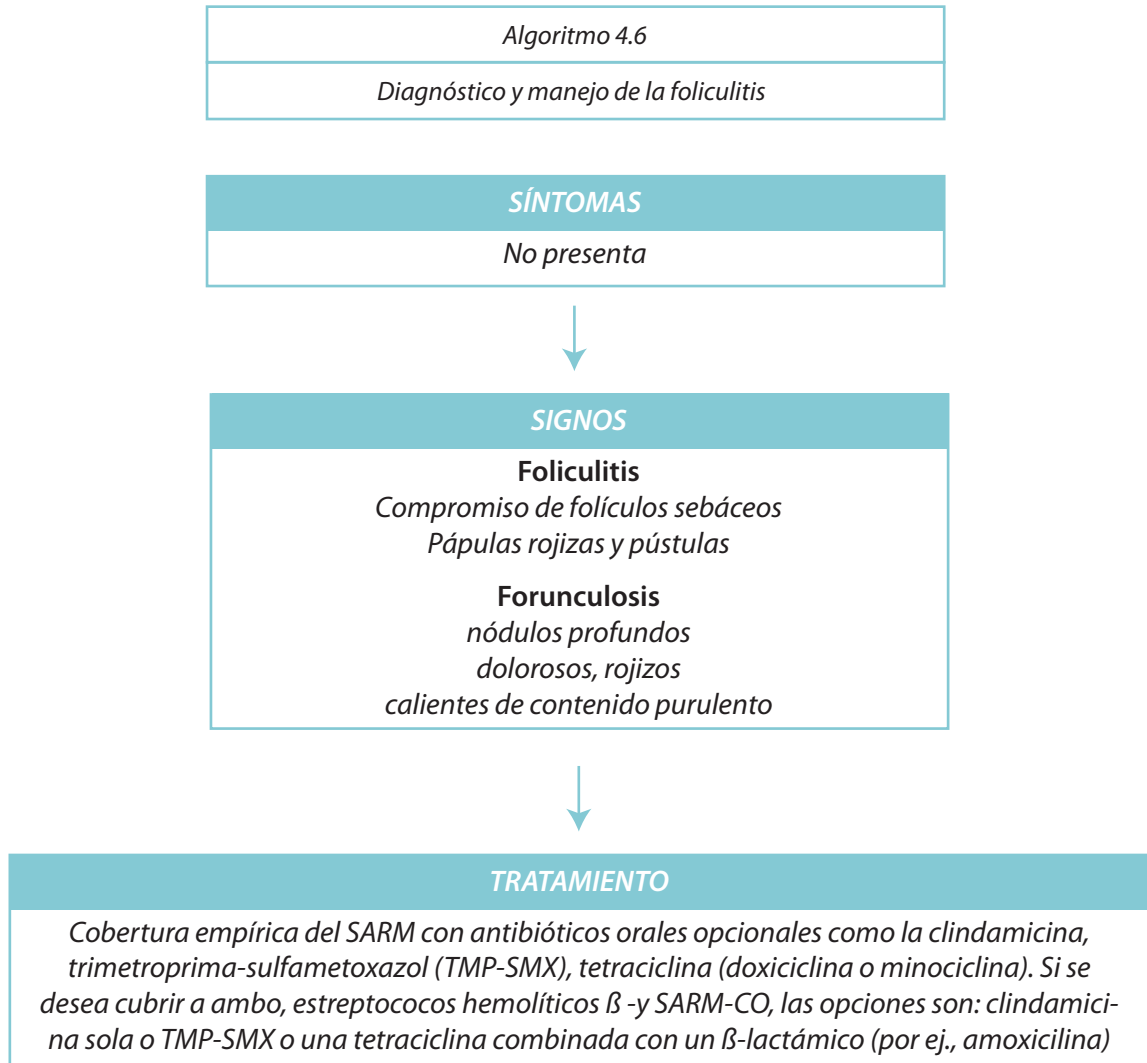 Algoritmo 4.6
Diagnóstico y manejo de la foliculitis
SÍNTOMAS
No presenta
SIGNOS
Foliculitis
Compromiso de folículos sebáceos
Pápulas rojizas y pústulas
Forunculosis
nódulos profundos
dolorosos, rojizos
calientes de contenido purulento
TRATAMIENTO
Cobertura empírica del SARM con antibióticos orales opcionales como la clindamicina,
trimetroprima-sulfametoxazol (TMP-SMX), tetraciclina (doxiciclina o minociclina). Si se
desea cubrir a ambo, estreptococos hemolíticos ß -y SARM-CO, las opciones son: clindamici-
na sola o TMP-SMX o una tetraciclina combinada con un ß-lactámico (por ej., amoxicilina)